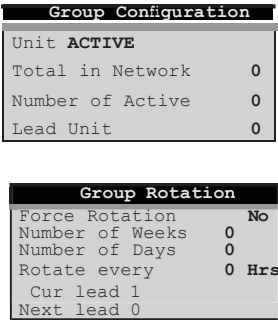 Group Configuration
Unit ACTIVE
Total in Network 0
Number of Active 0
Lead Unit 0
Group Rotation
Force Rotation No
Number of Weeks 0
Number of Days 0
Rotate every 0 Hrs
Cur lead 1
Next lead 0